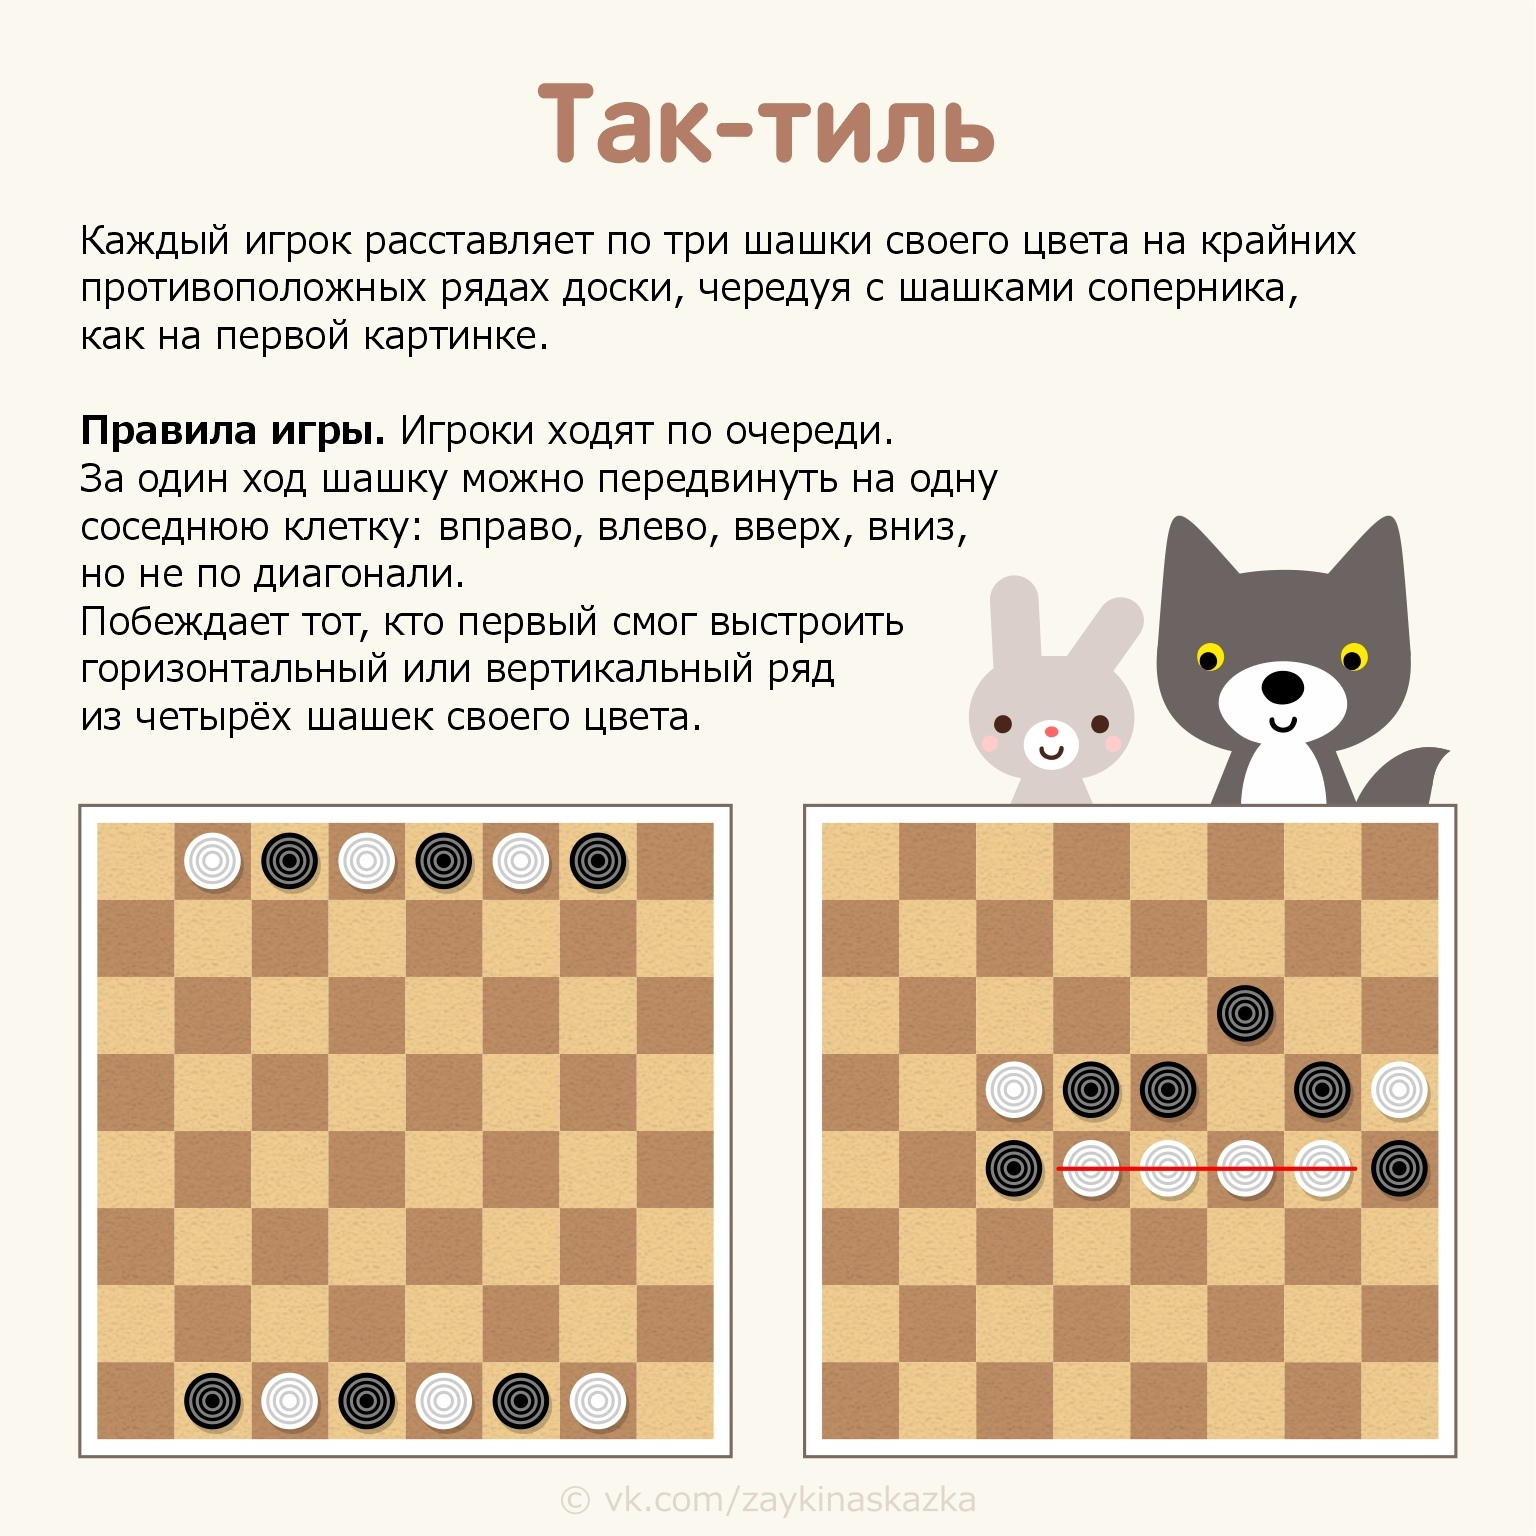 Так-тиль
Каждый игрок расставляет по три шашки своего цвета на крайних
противоположных рядах доски, чередуя с шашками соперника,
как на первой картинке.
Правила игры. Игроки ходят по очереди.
За один ход шашку можно передвинуть на одну
соседнюю клетку: вправо, влево, вверх, вниз,
но не по диагонали.
Побеждает тот, кто первый смог выстроить
горизонтальный или вертикальный ряд
из четырёх шашек своего цвета.
© vk.com/zaykinaskazka